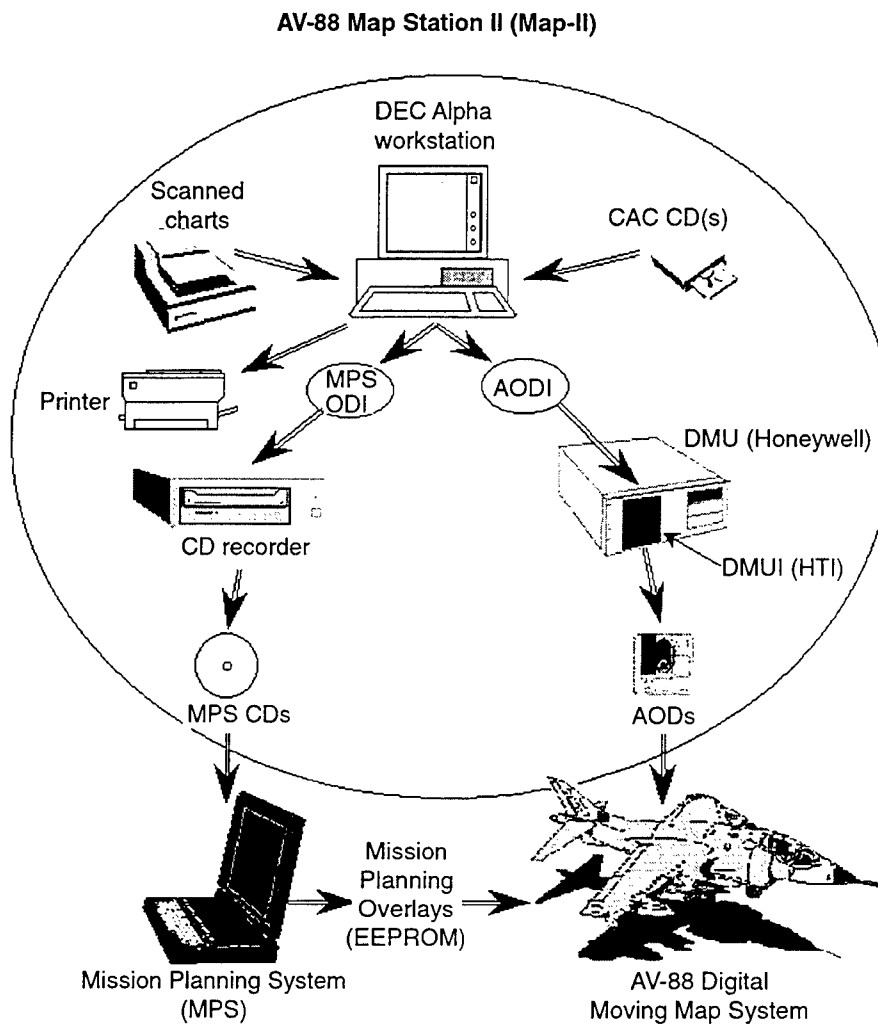 AV-88 Map Station II (Map-II)
DEC Alpha
workstation
Scanned
charts
CAC CD(s)
Printer
MPS
ODI
AODI
DMU (Honeywell)
CD recorder
DMUI (HTI)
MPS CDs
AODs
Mission
Planning
Overlays
(EEPROM)
Mission Planning System
(MPS)
AV-88 Digital
Moving Map System